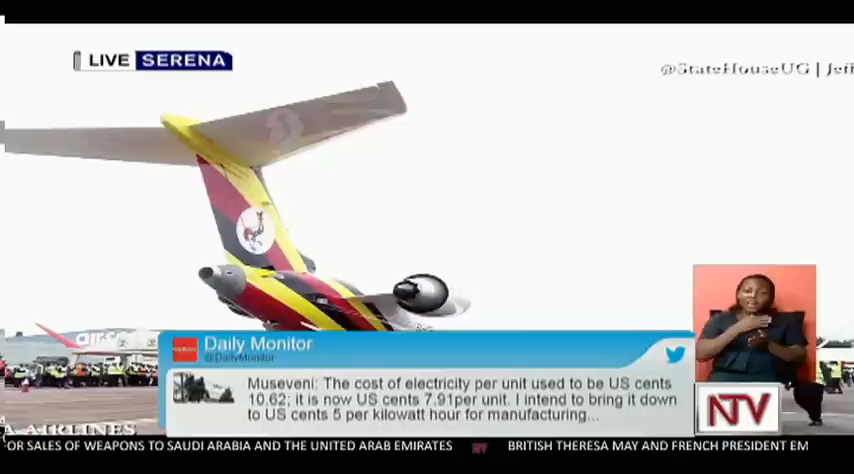 LIVE SERENA
@StateHouseUG | Jeff
Daily Monitor
@DailyMonitor
Museveni: The cost of electricity per unit used to be US cents
10.62; it is now US cents 7.91per unit. I intend to bring it down
to US cents 5 per kilowatt hour for manufacturing...
NTV
A AIRLINES
OR SALES OF WEAPONS TO SAUDI ARABIA AND THE UNITED ARAB EMIRATES NTV BRITISH THERESA MAY AND FRENCH PRESIDENT EM